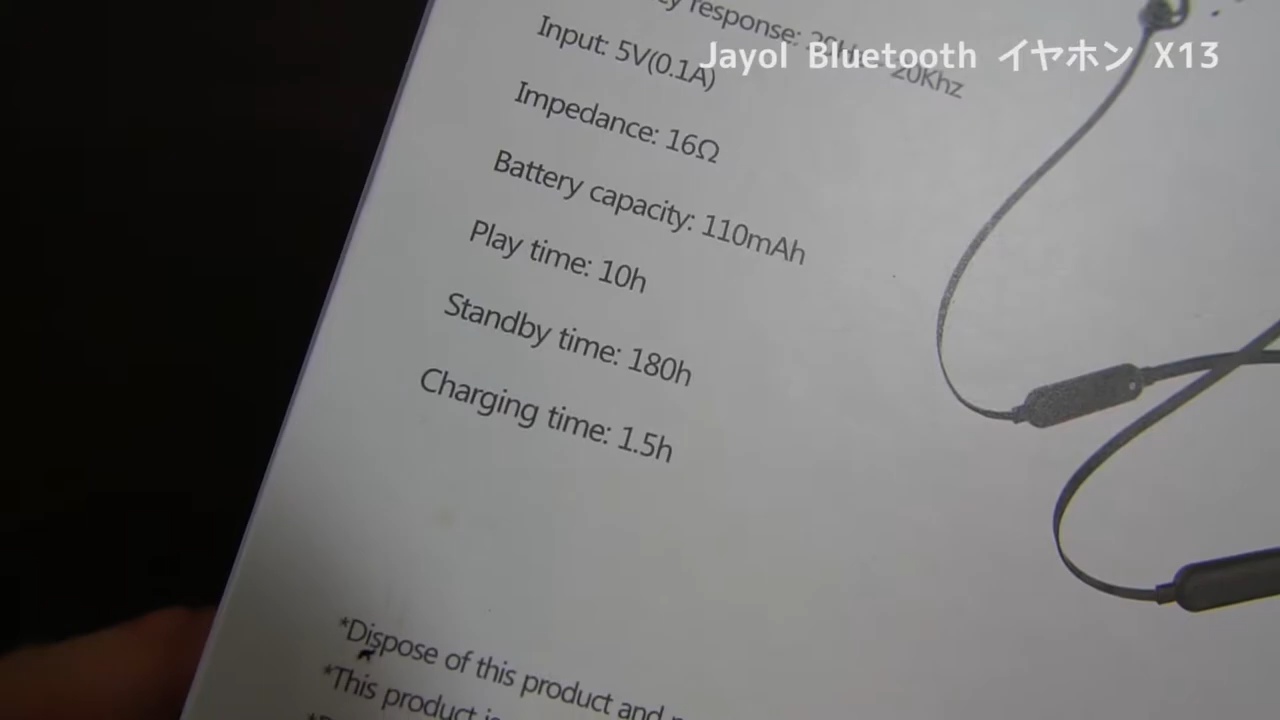 Jayol Bluetooth イヤホン X13
response: 20Khz
Input: 5V(0.1A)
Impedance: 16Ω
Battery capacity: 110mAh
Play time: 10h
Standby time: 180h
Charging time: 1.5h
*Dispose of this product and
*This product